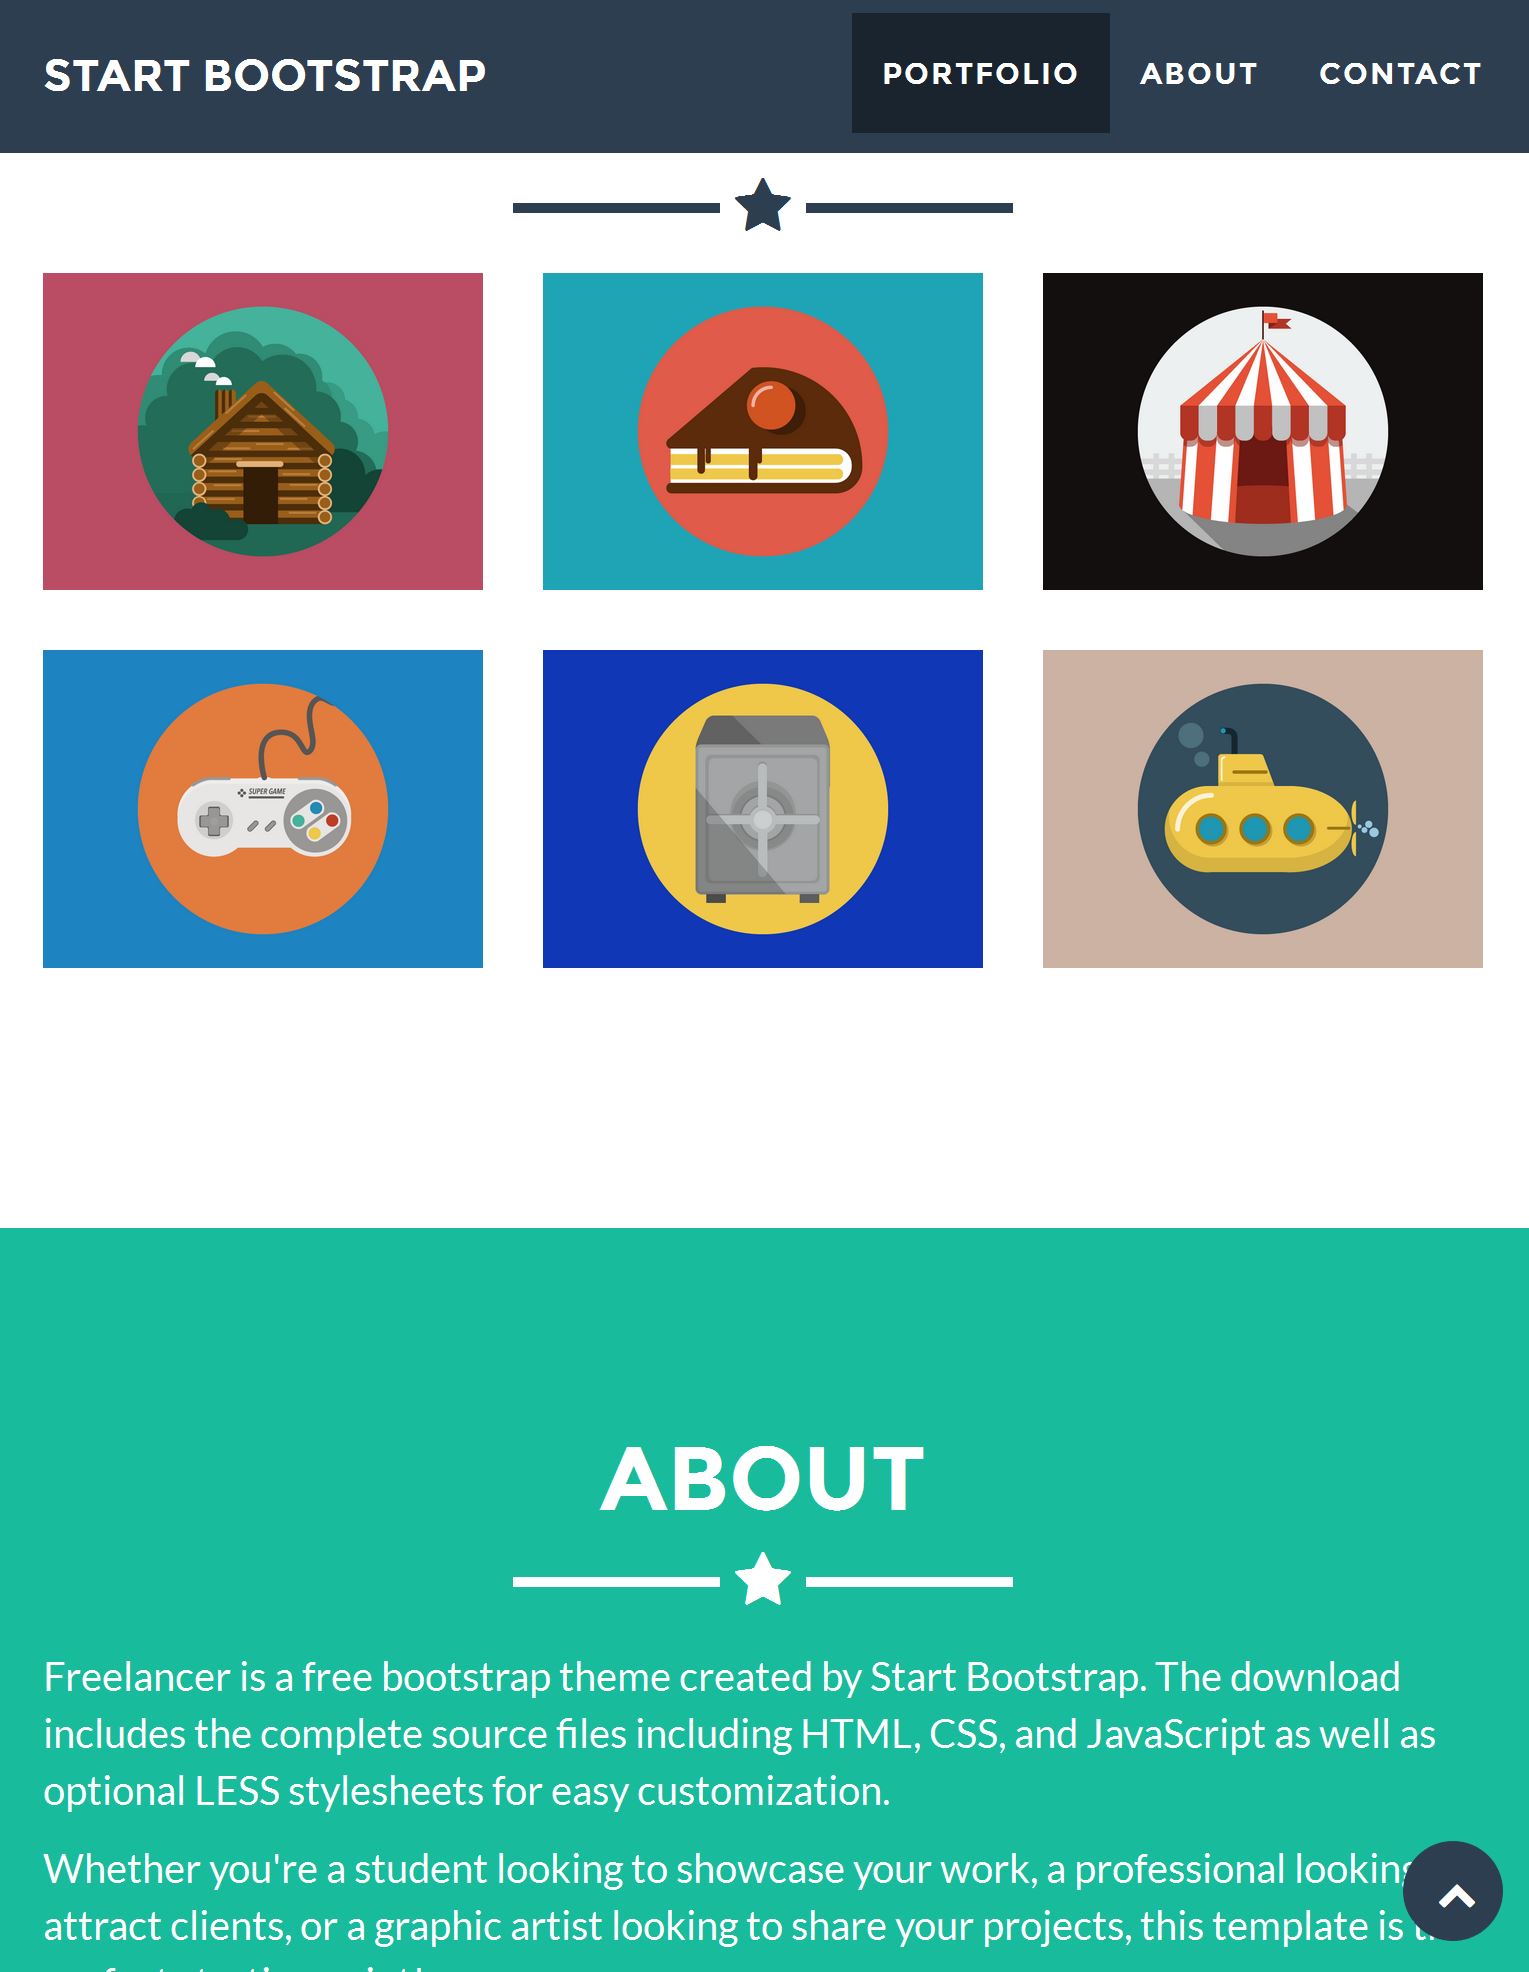 START BOOTSTRAP
PORTFOLIO ABOUT CONTACT
SUPER GAME
ABOUT
Freelancer is a free bootstrap theme created by Start Bootstrap. The download
includes the complete source files including HTML, CSS, and JavaScript as well as
optional LESS stylesheets for easy customization.
Whether you're a student looking to showcase your work, a professional looking
attract clients, or a graphic artist looking to share your projects, this template is